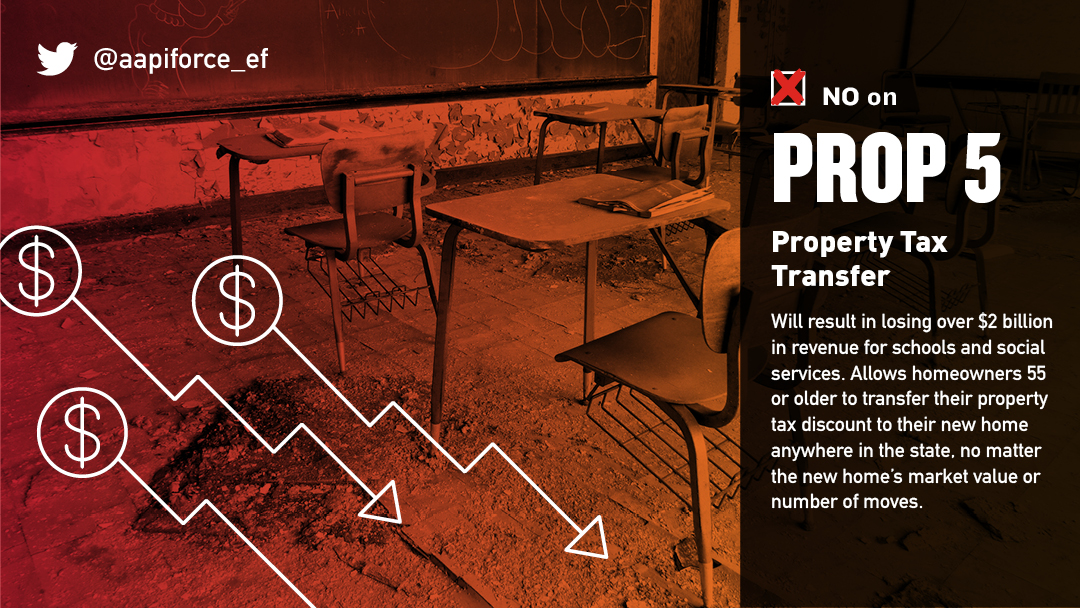 @aapiforce_ef
NO on
PROP 5
Property Tax
Transfer
Will result in losing over $2 billion
in revenue for schools and social
services. Allows homeowners 55
or older to transfer their property
tax discount to their new home
anywhere in the state, no matter
the new home's market value or
number of moves.
$
$
$